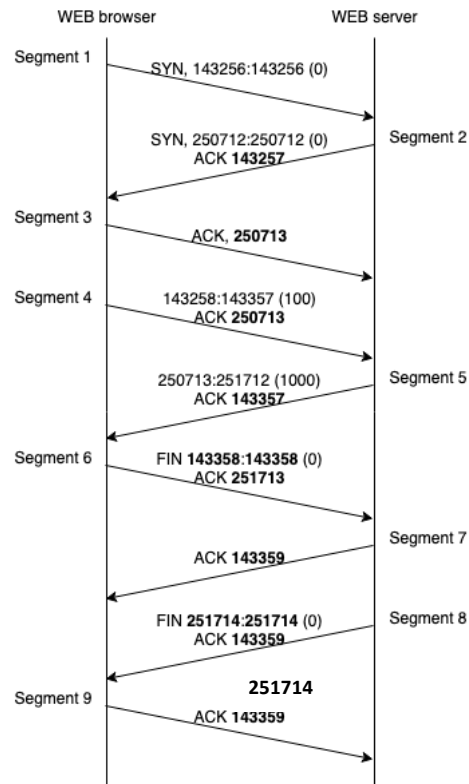 WEB browser
WEB server
Segment 1
SYN, 143256:143256 (0)
Segment 2
SYN, 250712:250712 (0)
ACK 143257
Segment 3
ACK, 250713
Segment 4
143258:143357 (100)
ACK 250713
Segment 5
250713:251712 (1000)
ACK 143357
Segment 6
FIN 143358:143358 (0)
ACK 251713
Segment 7
ACK 143359
Segment 8
FIN 251714:251714 (0)
ACK 143359
251714
Segment 9
ACK 143359